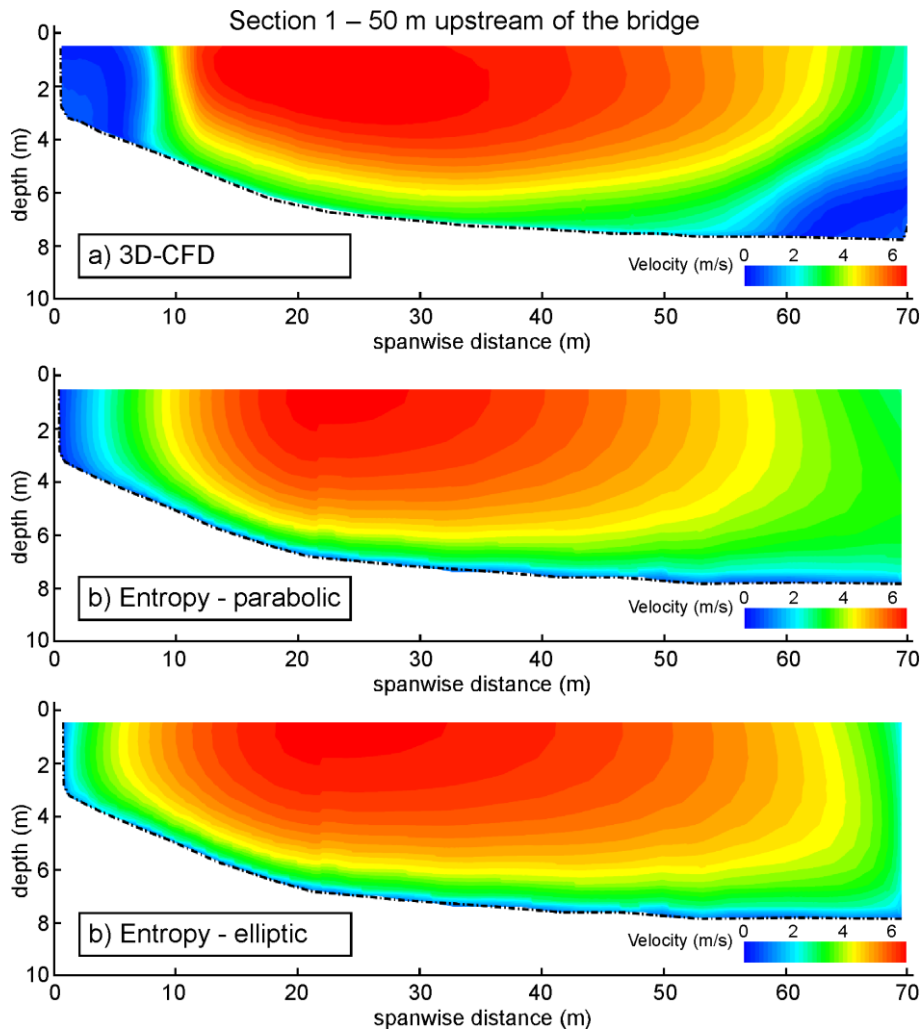 Section 1 – 50 m upstream of the bridge
0
2
4
6
8
10
depth (m)
a) 3D-CFD
Velocity (m/s)
0 2 4 6
0 10 20 30 40 50 60 70
spanwise distance (m)
0
2
4
6
8
10
depth (m)
b) Entropy - parabolic
Velocity (m/s)
0 2 4 6
0 10 20 30 40 50 60 70
spanwise distance (m)
0
2
4
6
8
10
depth (m)
b) Entropy - elliptic
Velocity (m/s)
0 2 4 6
0 10 20 30 40 50 60 70
spanwise distance (m)